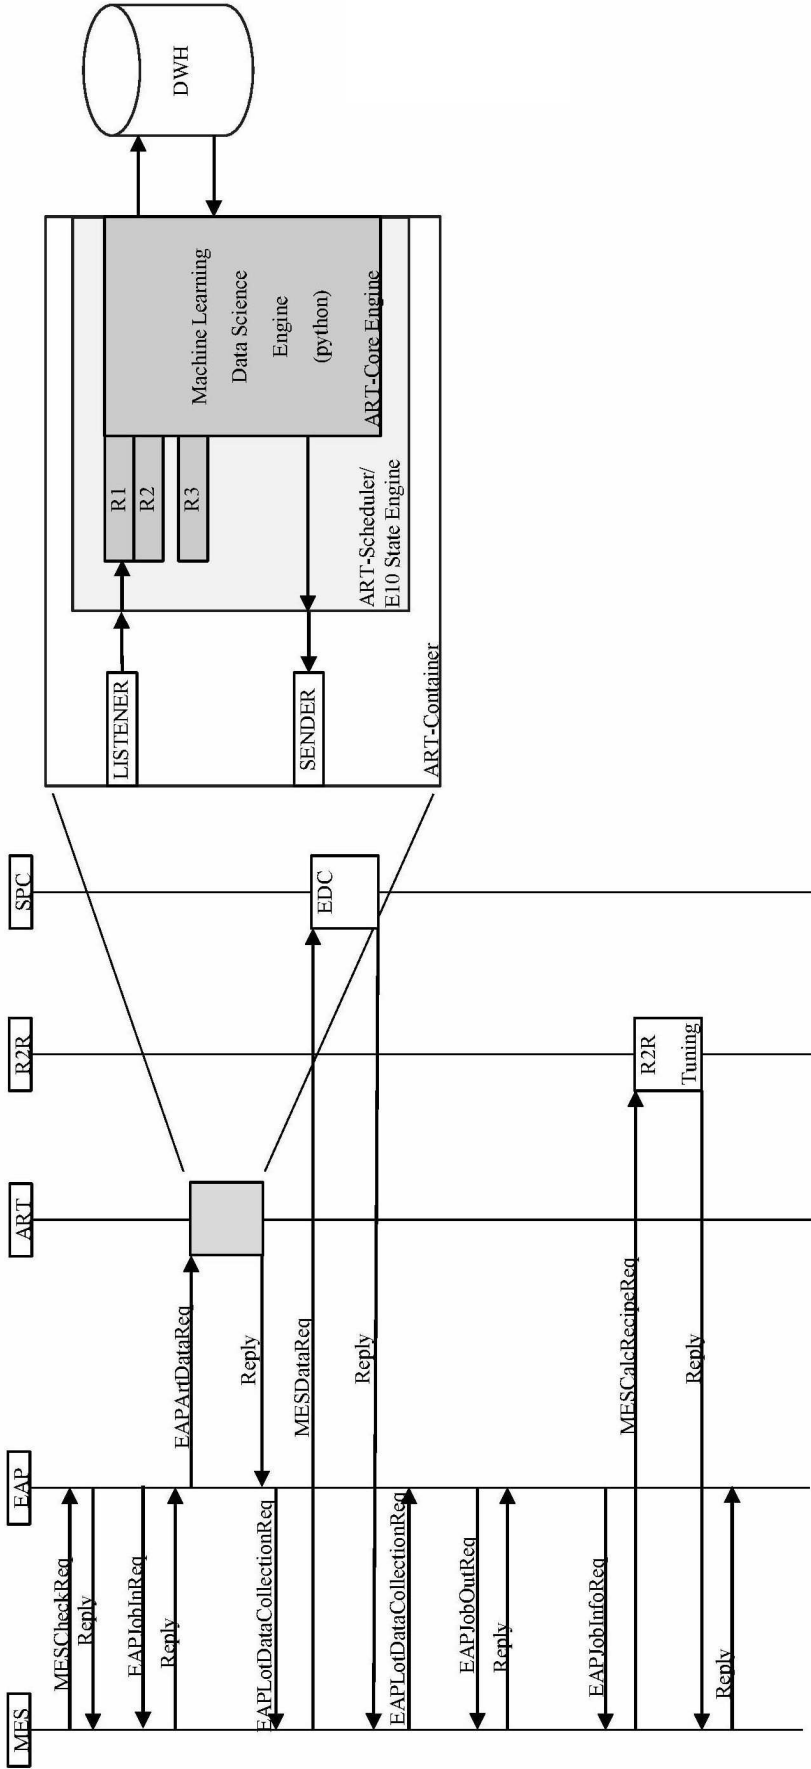 MES
EAP
ART
R2R
SPC
MESCheckReq
Reply
EAPJobInReq
Reply
EAPArtDataReq
Reply
EAPLotDataCollectionReq
MESDataReq
EDC
Reply
EAPLotDataCollectionReq
EAPJobOutReq
Reply
EAPJobInfoReq
MESCalcRecipeReq
R2R
Tuning
Reply
Reply
LISTENER
SENDER
ART-Container
R1
R2
R3
ART-Scheduler/
E10 State Engine
Machine Learning
Data Science
Engine
(python)
ART-Core Engine
DWH